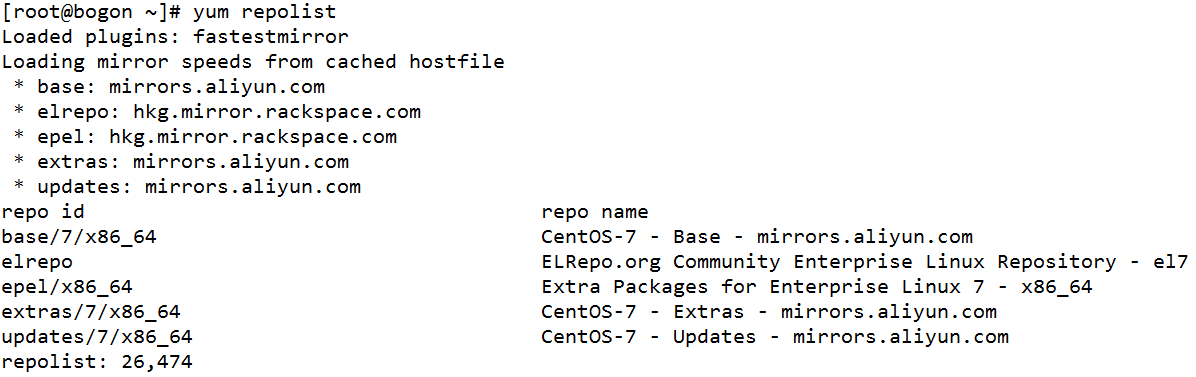 [root@bogon ~]# yum repolist
Loaded plugins: fastestmirror
Loading mirror speeds from cached hostfile
 * base: mirrors.aliyun.com
 * elrepo: hkg.mirror.rackspace.com
 * epel: hkg.mirror.rackspace.com
 * extras: mirrors.aliyun.com
 * updates: mirrors.aliyun.com
repo id                                      repo name
base/7/x86_64                                CentOS-7 - Base - mirrors.aliyun.com
elrepo                                       ELRepo.org Community Enterprise Linux Repository - el7
epel/x86_64                                  Extra Packages for Enterprise Linux 7 - x86_64
extras/7/x86_64                              CentOS-7 - Extras - mirrors.aliyun.com
updates/7/x86_64                             CentOS-7 - Updates - mirrors.aliyun.com
repolist: 26,474